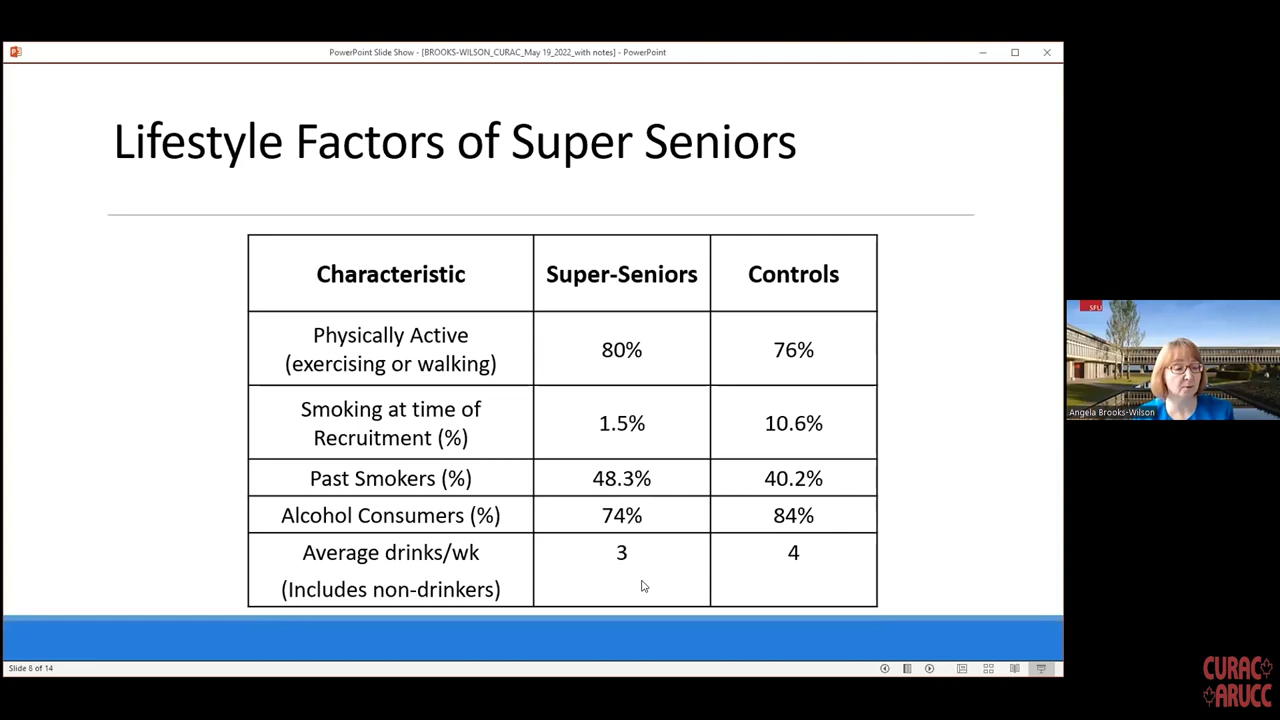 PowerPoint Slide Show - [BROOKS-WILSON_CURAC_May 19_2022_with notes] - PowerPoint
Lifestyle Factors of Super Seniors
Characteristic Super-Seniors Controls
Physically Active
(exercising or walking) 80% 76%
Smoking at time of
Recruitment (%) 1.5% 10.6%
Past Smokers (%) 48.3% 40.2%
Alcohol Consumers (%) 74% 84%
Average drinks/wk 3 4
(Includes non-drinkers)
SFU
Angela Brooks-Wilson
Slide 8 of 14
CURAC
ARUCC